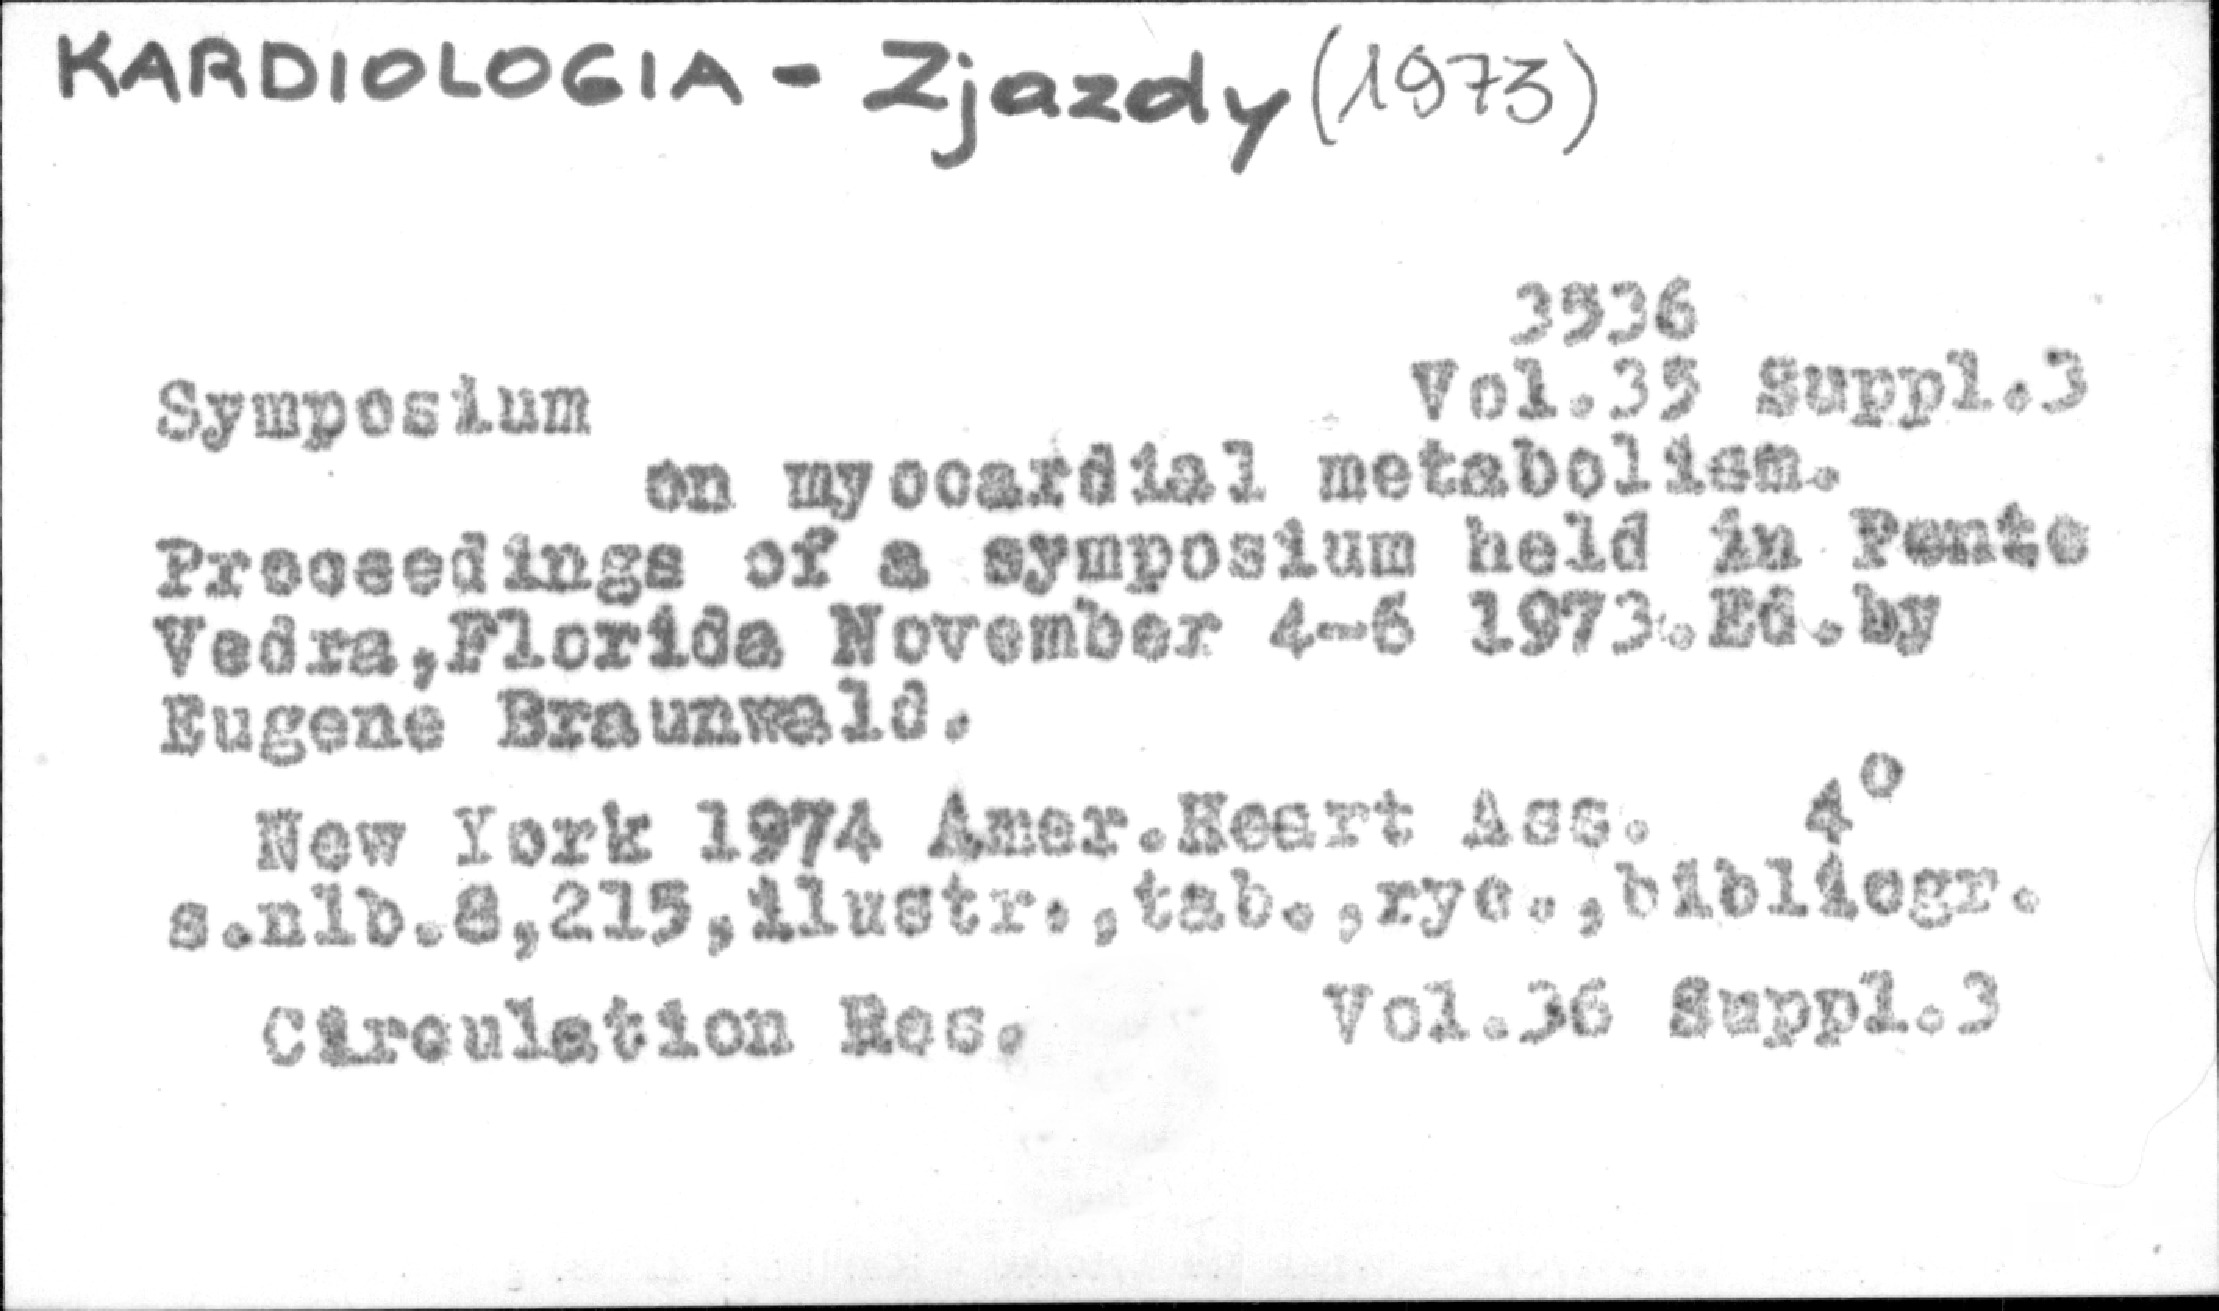 KARDIOLOGIA - Zjazdy (1973)
3536
Symposium Vol.35 Suppl.3
on myocardial metabolism.
Proceedings of a symposium held in Ponte
Vedra,Florida November 4-6 1973.Ed.by
Eugene Braunwald.
New York 1974 Amer.Heart Ass. 4°
s.nlb.8,215,ilustr.,tab.,ryc.,bibliogr.
Circulation Res. Vol.36 Suppl.3